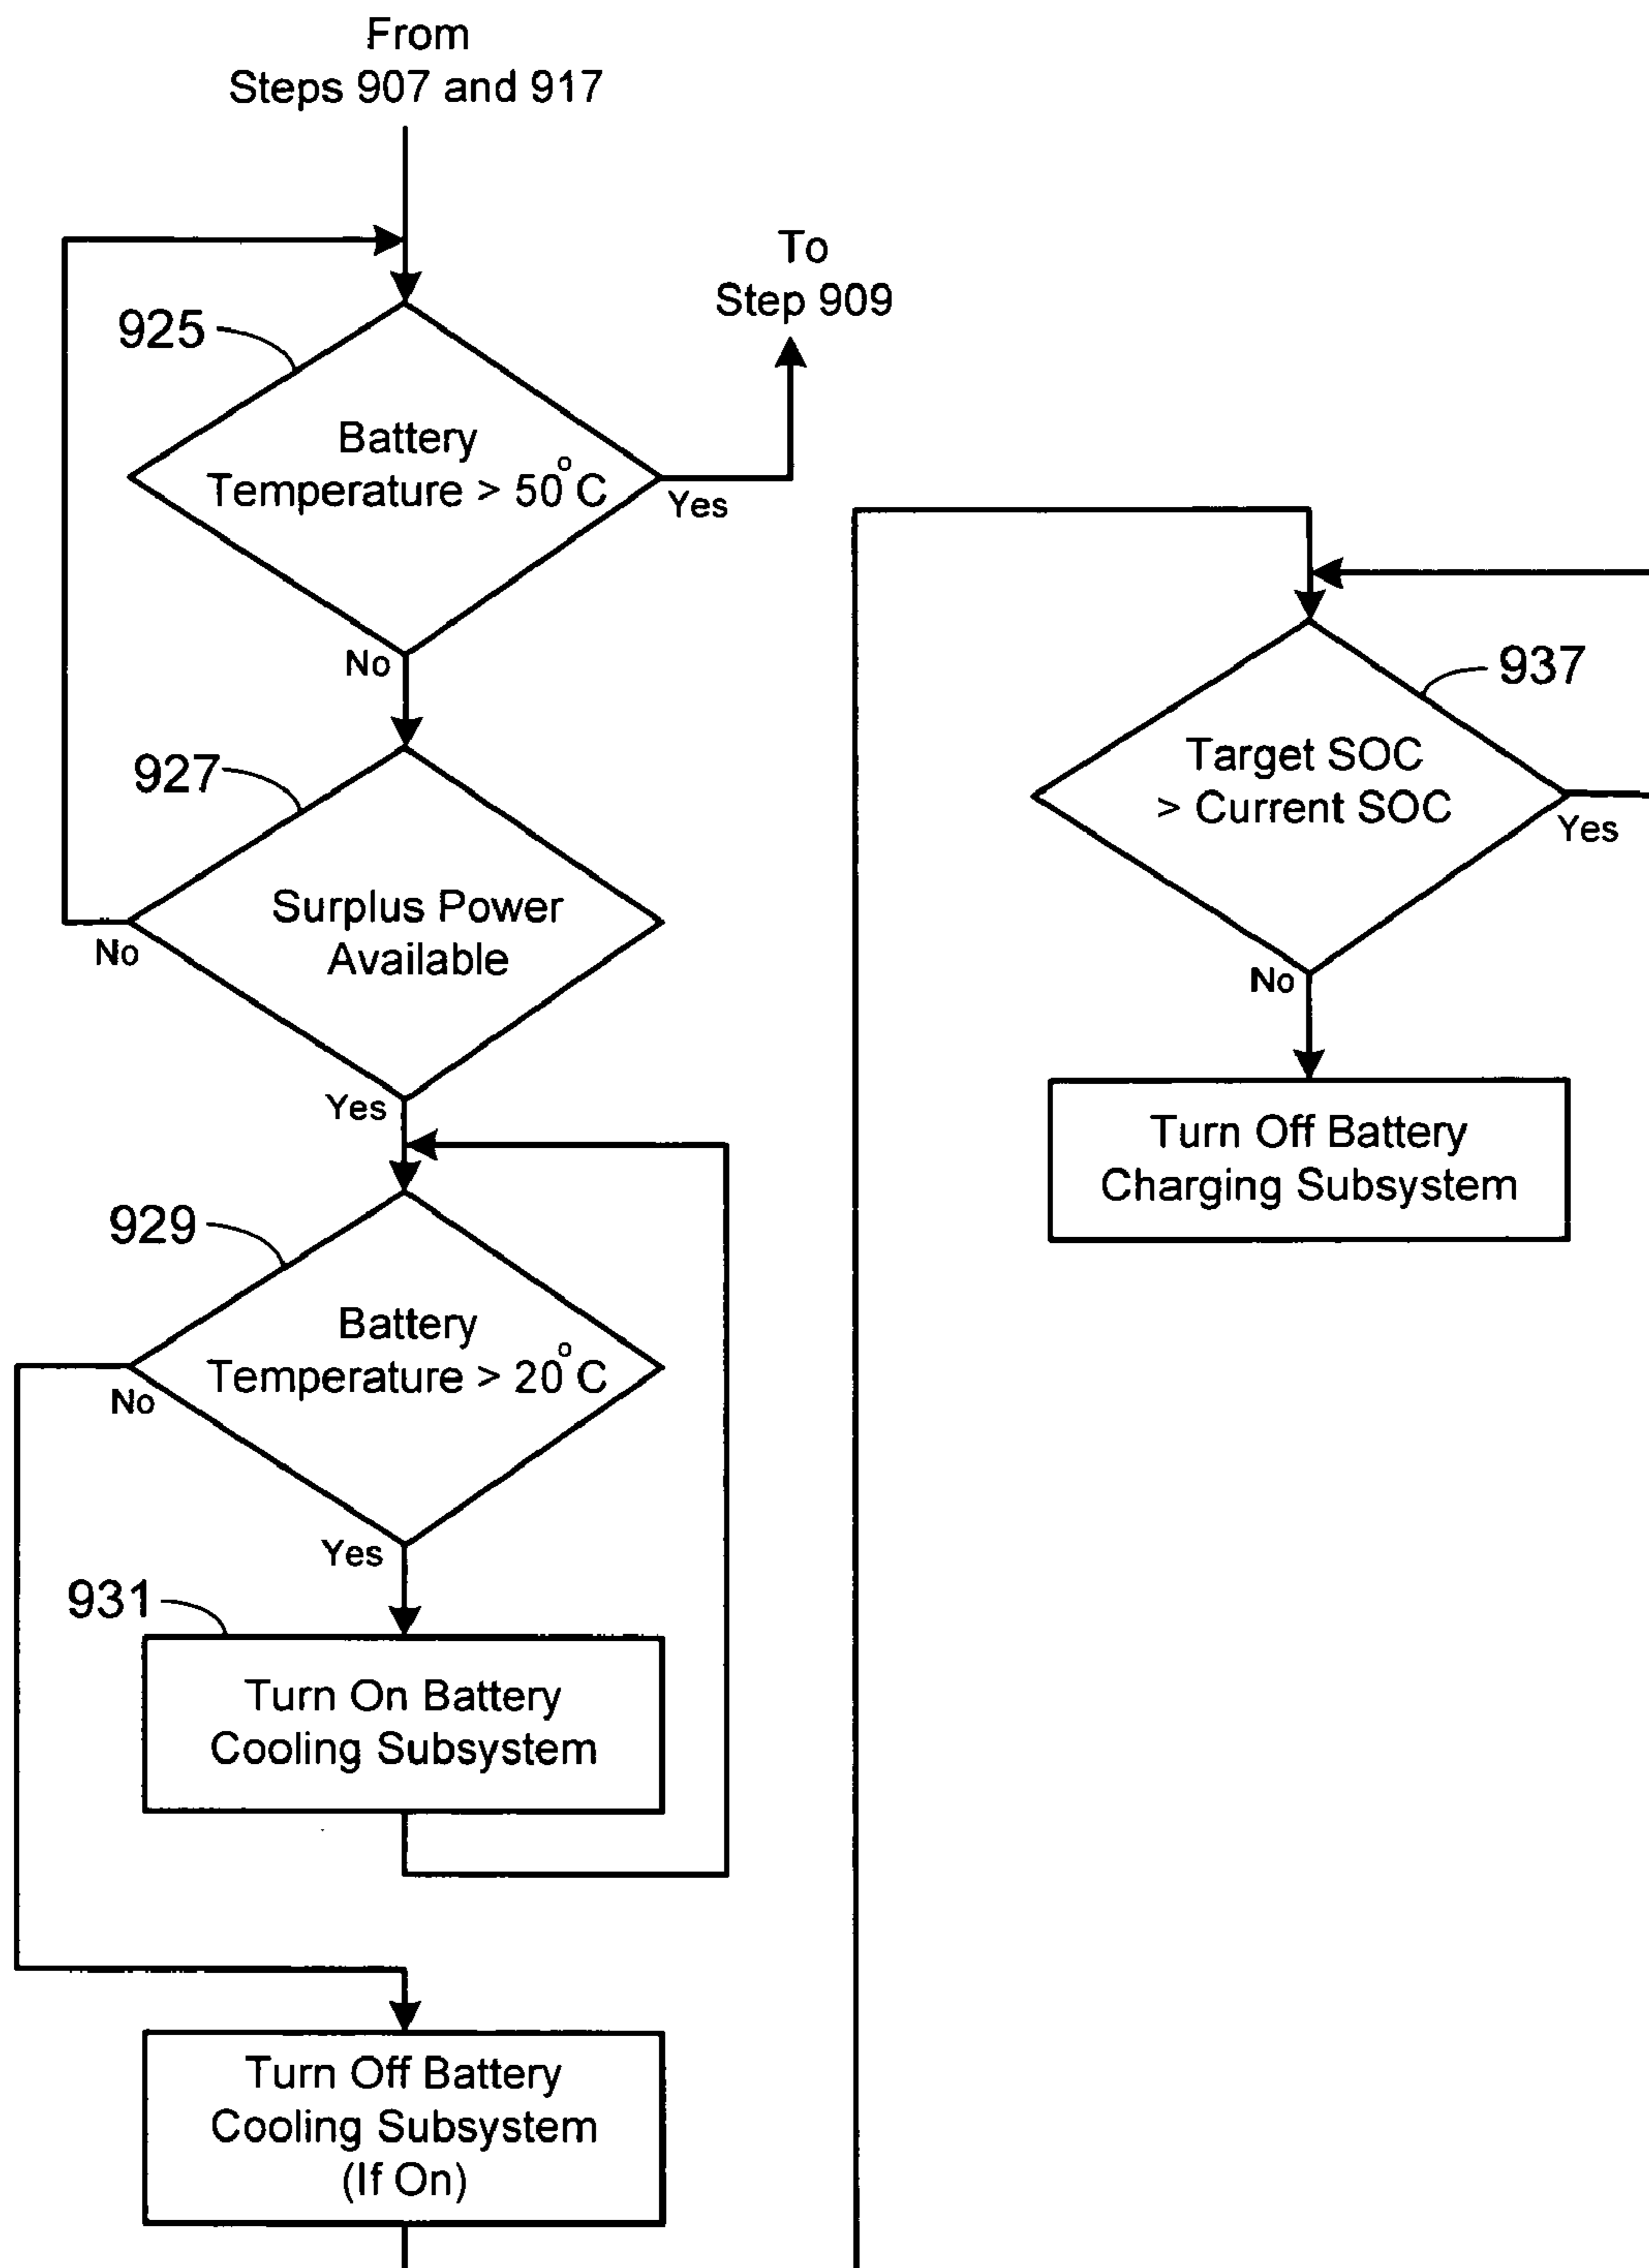 From
Steps 907 and 917
To
Step 909
925
Battery
Temperature > 50°C
Yes
No
927
Surplus Power
Available
No
Yes
929
Battery
Temperature > 20°C
No
Yes
931
Turn On Battery
Cooling Subsystem
Turn Off Battery
Cooling Subsystem
(If On)
937
Target SOC
> Current SOC
Yes
No
Turn Off Battery
Charging Subsystem